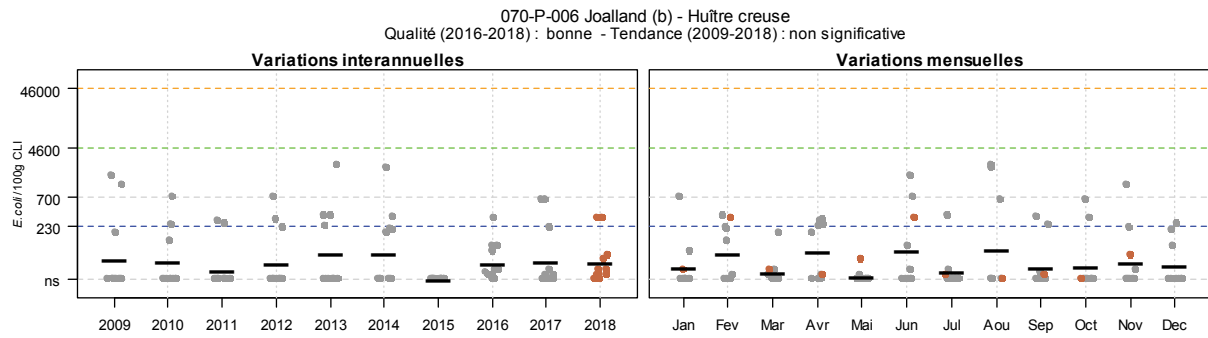 070-P-006 Joalland (b) - Huître creuse
Qualité (2016-2018) : bonne - Tendance (2009-2018) : non significative
Variations interannuelles
Variations mensuelles
E.coli/100g CLI
46000
4600
700
230
ns
2009 2010 2011 2012 2013 2014 2015 2016 2017 2018
Jan Fev Mar Avr Mai Jun Jul Aou Sep Oct Nov Dec